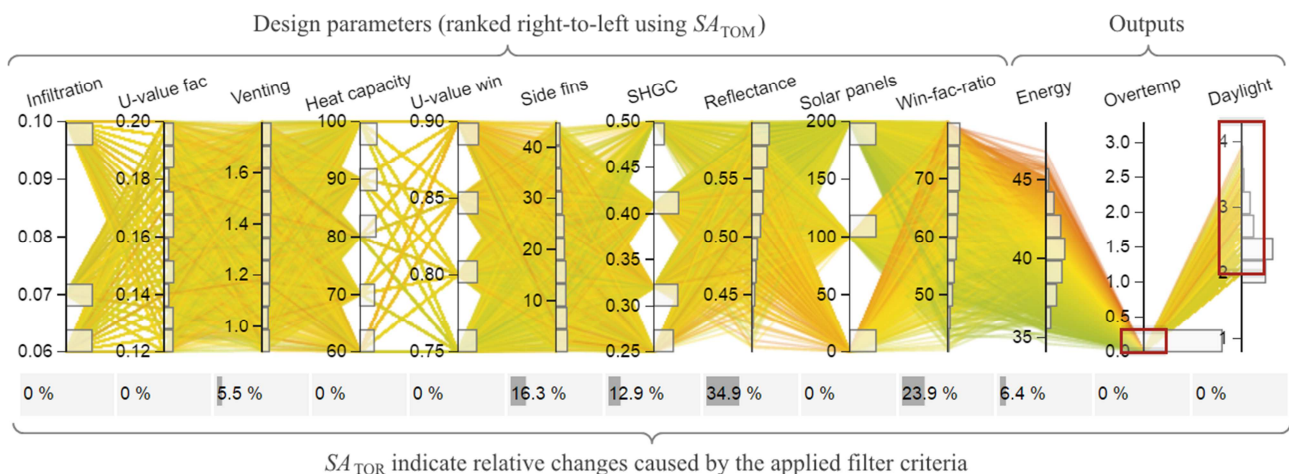 Design parameters (ranked right-to-left using SA_TOM) Outputs
Infiltration U-value fac Venting Heat capacity U-value win Side fins SHGC Reflectance Solar panels Win-fac-ratio Energy Overtemp Daylight
0.10 0.20 100 0.90 0.50 200
3.0 4
40 1.6 0.45 0.55 70 45
0.09 0.18 90 0.85 2.5
30 0.40 3
1.4 2.0
0.08 0.16 80 0.50 100 60 40 1.5
20 0.35
1.2 0.80 2
0.07 0.14 70 10 0.30 0.45 50 50 1.0
1.0 35 0.5 1
0.06 0.12 60 0.75 0.25 0 0.0
0 % 0 % 5.5 % 0 % 0 % 16.3 % 12.9 % 34.9 % 0 % 23.9 % 6.4 % 0 % 0 %
SA_TOR indicate relative changes caused by the applied filter criteria